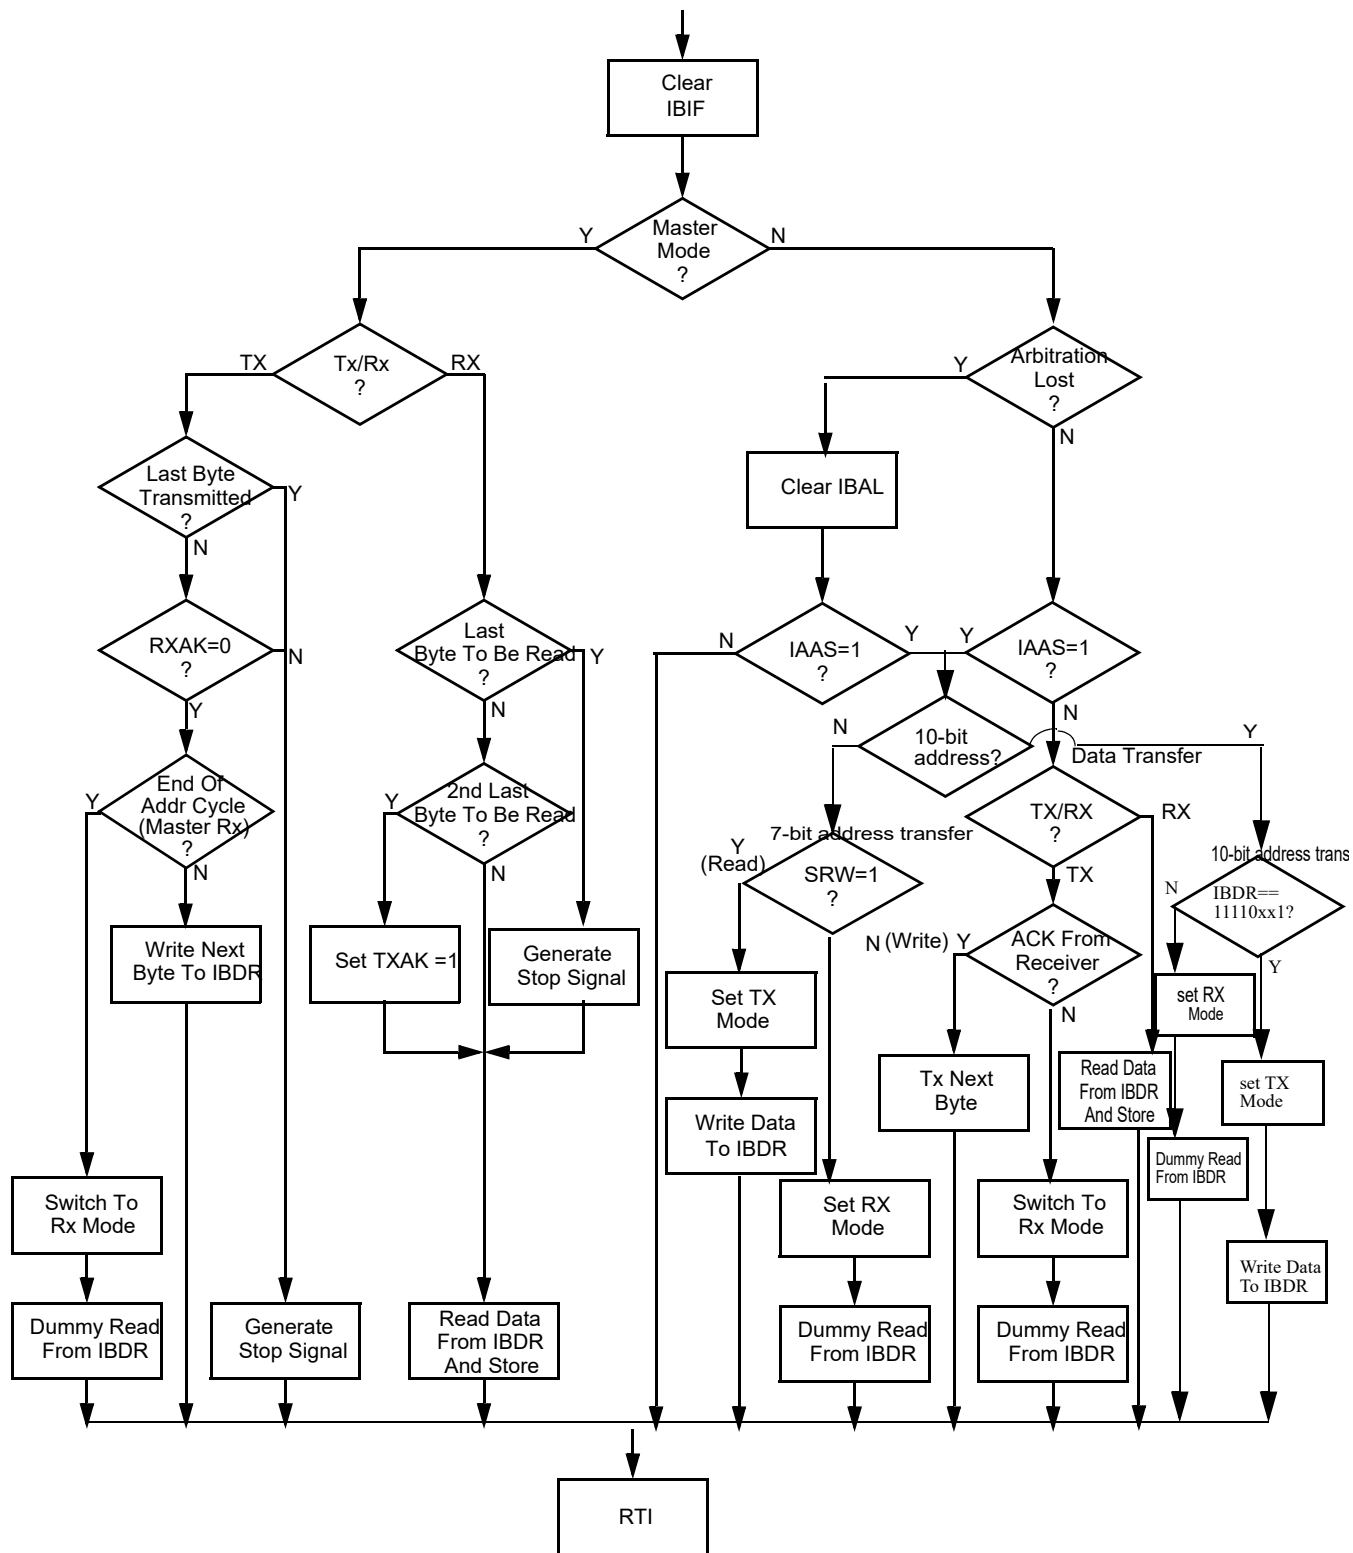 Clear
IBIF
Master
Mode
?
Y
N
Tx/Rx
?
TX
RX
Arbitration
Lost
?
Y
N
Last Byte
Transmitted
?
Y
N
Clear IBAL
RXAK=0
?
N
Y
Last
Byte To Be Read
?
Y
N
IAAS=1
?
N
Y
IAAS=1
?
Y
N
10-bit
address?
N
Y
Data Transfer
End Of
Addr Cycle
(Master Rx)
?
Y
N
2nd Last
Byte To Be Read
?
Y
N
7-bit address transfer
Y
(Read)
SRW=1
?
N (Write)
TX/RX
?
RX
TX
10-bit address trans
IBDR==
11110xx1?
N
Y
Write Next
Byte To IBDR
Set TXAK =1
Generate
Stop Signal
Y
ACK From
Receiver
?
N
Set TX
Mode
set RX
Mode
Tx Next
Byte
Read Data
From IBDR
And Store
set TX
Mode
Write Data
To IBDR
Dummy Read
From IBDR
Switch To
Rx Mode
Set RX
Mode
Switch To
Rx Mode
Write Data
To IBDR
Dummy Read
From IBDR
Generate
Stop Signal
Read Data
From IBDR
And Store
Dummy Read
From IBDR
Dummy Read
From IBDR
RTI